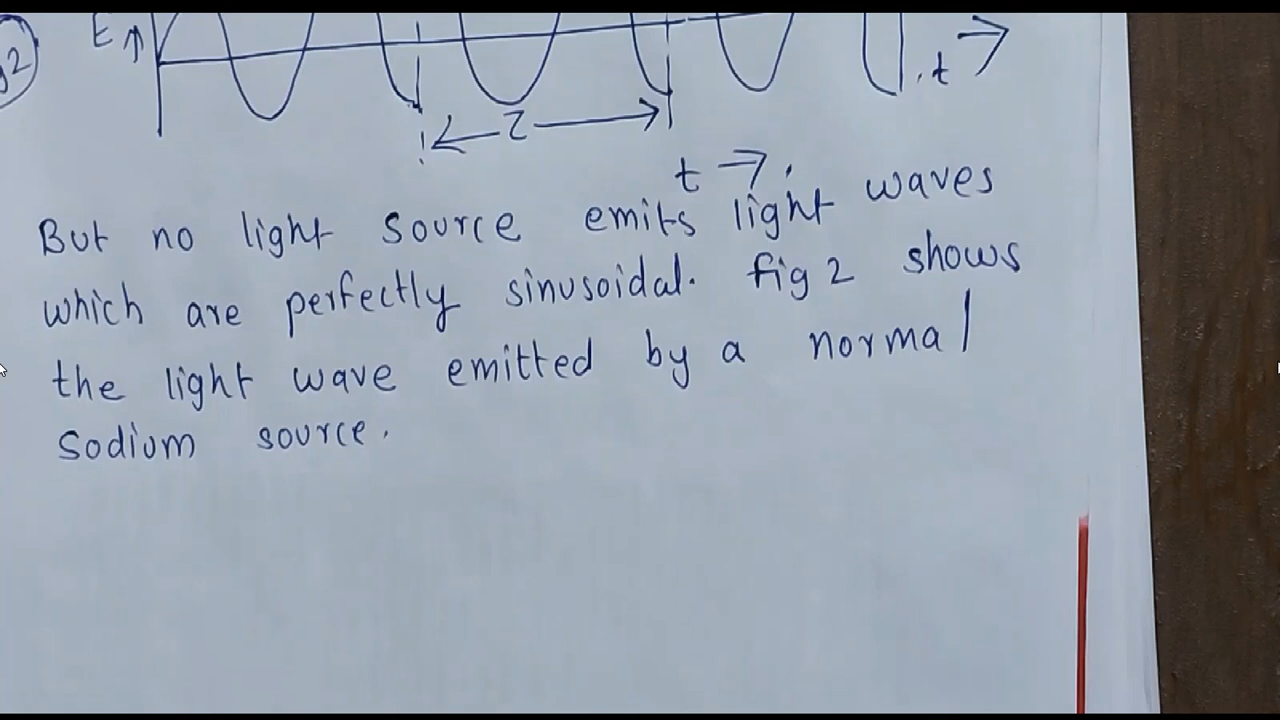 E ↑
2
t →
τ
t →
But no light source emits light waves
which are perfectly sinusoidal. fig 2 shows
the light wave emitted by a normal
sodium source.